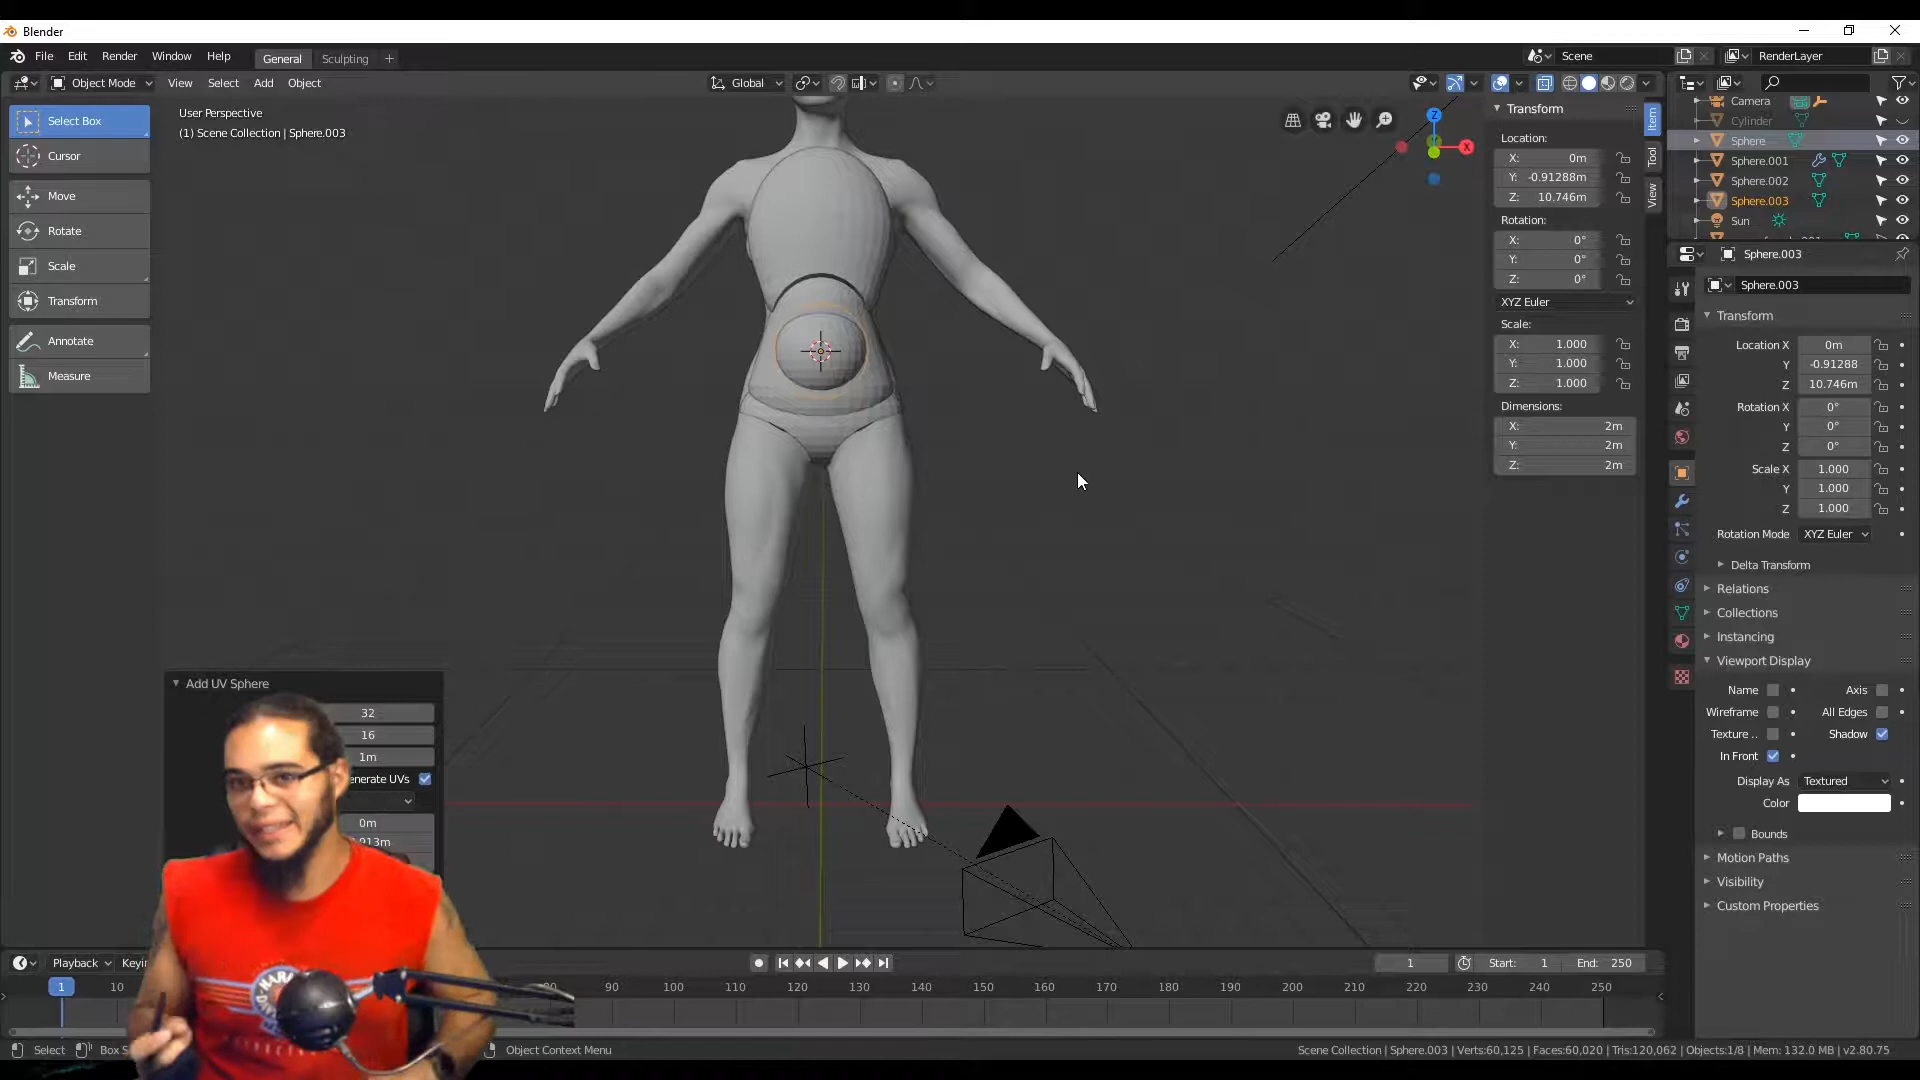 Blender
File Edit Render Window Help General Sculpting + Scene RenderLayer
Object Mode View Select Add Object Global
User Perspective
(1) Scene Collection | Sphere.003
Select Box
Cursor
Move
Rotate
Scale
Transform
Annotate
Measure
Z
X
Transform
Location:
X: 0m
Y: -0.91288m
Z: 10.746m
Rotation:
X: 0°
Y: 0°
Z: 0°
XYZ Euler
Scale:
X: 1.000
Y: 1.000
Z: 1.000
Dimensions:
X: 2m
Y: 2m
Z: 2m
Item
Tool
View
Camera
Cylinder
Sphere
Sphere.001
Sphere.002
Sphere.003
Sun
Sphere.003
Sphere.003
Transform
Location X 0m
Y -0.91288
Z 10.746m
Rotation X 0°
Y 0°
Z 0°
Scale X 1.000
Y 1.000
Z 1.000
Rotation Mode XYZ Euler
Delta Transform
Relations
Collections
Instancing
Viewport Display
Name Axis
Wireframe All Edges
Texture .. Shadow
In Front
Display As Textured
Color
Bounds
Motion Paths
Visibility
Custom Properties
Add UV Sphere
32
16
1m
enerate UVs
0m
913m
Playback Keyin
1 Start: 1 End: 250
1 10 90 100 110 120 130 140 150 160 170 180 190 200 210 220 230 240 250
Select Box S Object Context Menu
Scene Collection | Sphere.003 | Verts:60,125 | Faces:60,020 | Tris:120,062 | Objects:1/8 | Mem: 132.0 MB | v2.80.75